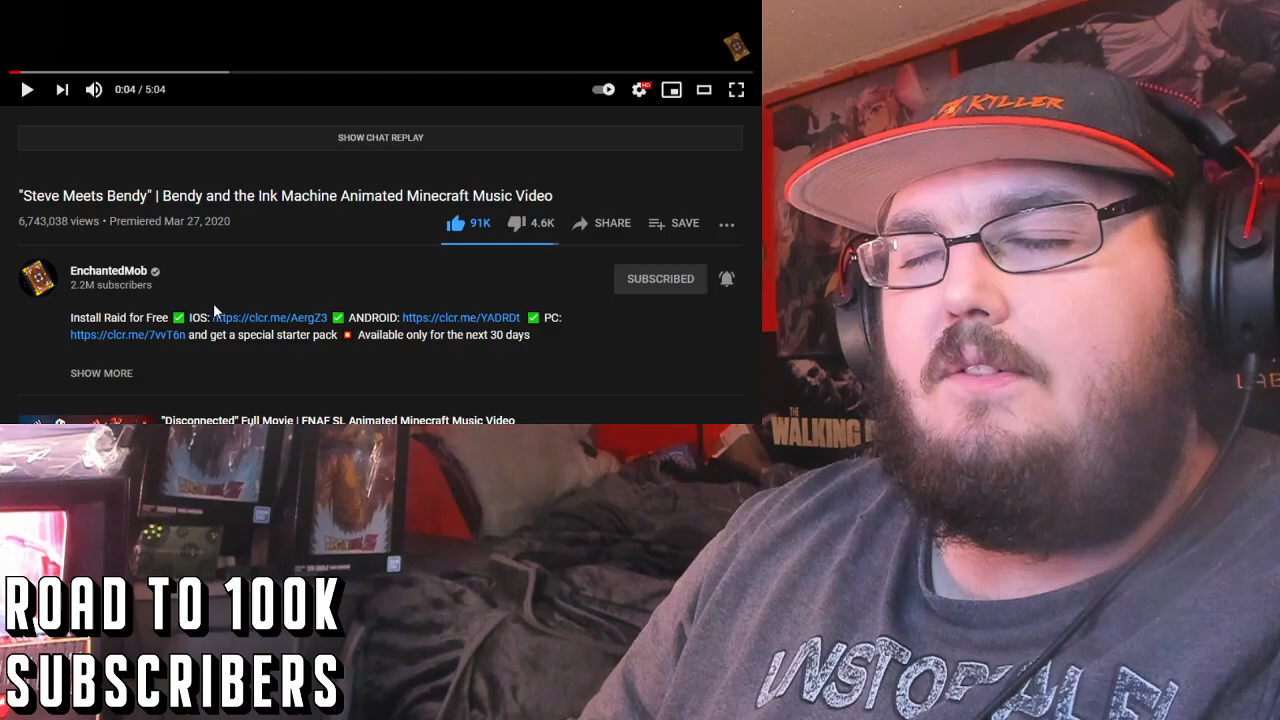 0:04 / 5:04
HD
SHOW CHAT REPLAY
"Steve Meets Bendy" | Bendy and the Ink Machine Animated Minecraft Music Video
6,743,038 views • Premiered Mar 27, 2020
91K
4.6K
SHARE
SAVE
EnchantedMob
2.2M subscribers
SUBSCRIBED
Install Raid for Free ✅ IOS: https://clcr.me/AergZ3 ✅ ANDROID: https://clcr.me/YADRDt ✅ PC:
https://clcr.me/7vvT6n and get a special starter pack 💥 Available only for the next 30 days
SHOW MORE
"Disconnected" Full Movie | FNAF SL Animated Minecraft Music Video
KILLER
THE
WALKING
ROAD TO 100K
SUBSCRIBERS